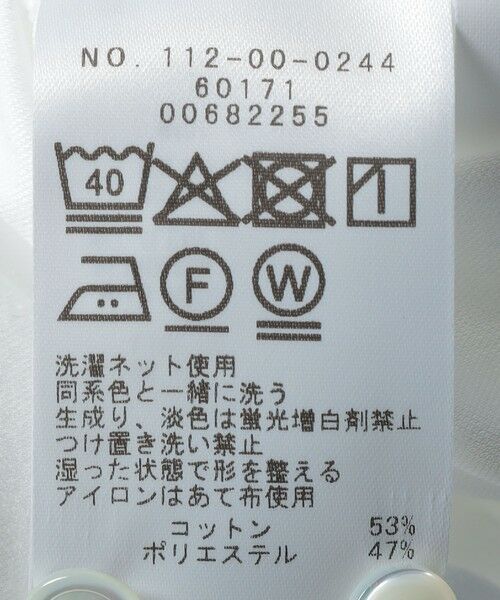 NO. 112-00-0244
60171
00682255
40
F W
洗濯ネット使用
同系色と一緒に洗う
生成り、淡色は蛍光増白剤禁止
つけ置き洗い禁止
湿った状態で形を整える
アイロンはあて布使用
コットン 53%
ポリエステル 47%